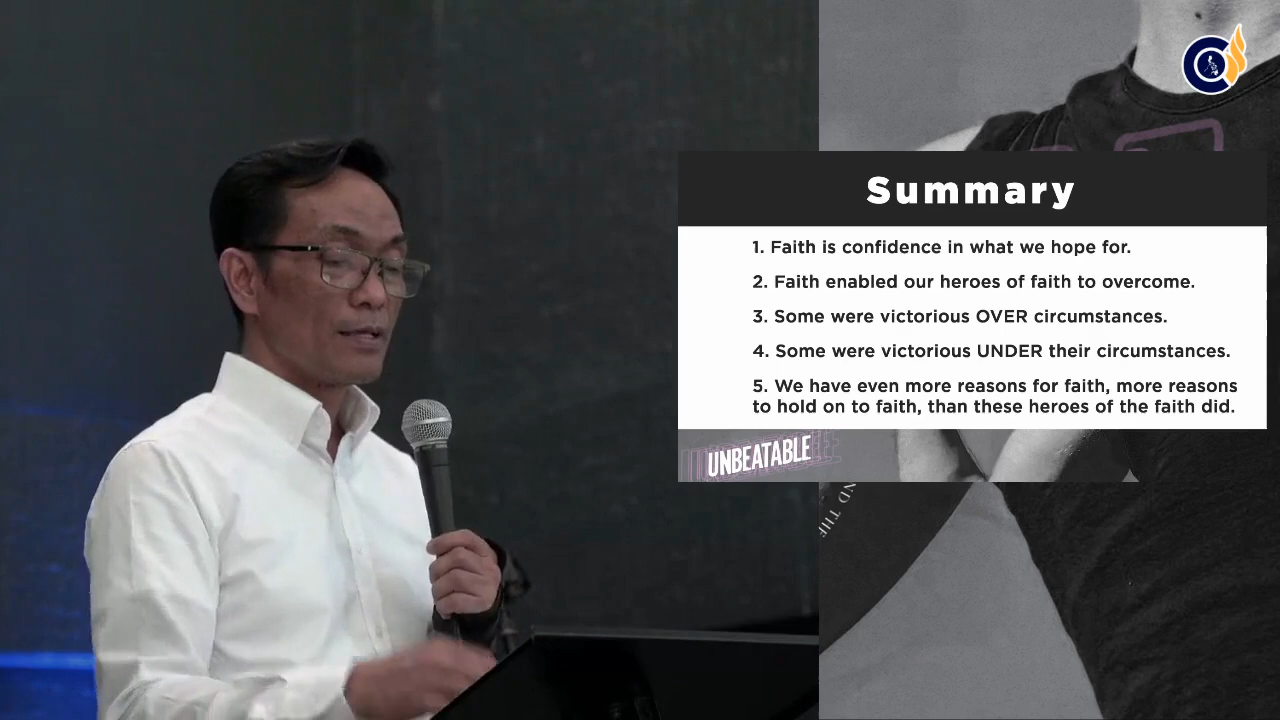 Summary
1. Faith is confidence in what we hope for.
2. Faith enabled our heroes of faith to overcome.
3. Some were victorious OVER circumstances.
4. Some were victorious UNDER their circumstances.
5. We have even more reasons for faith, more reasons
to hold on to faith, than these heroes of the faith did.
UNBEATABLE
ND THE